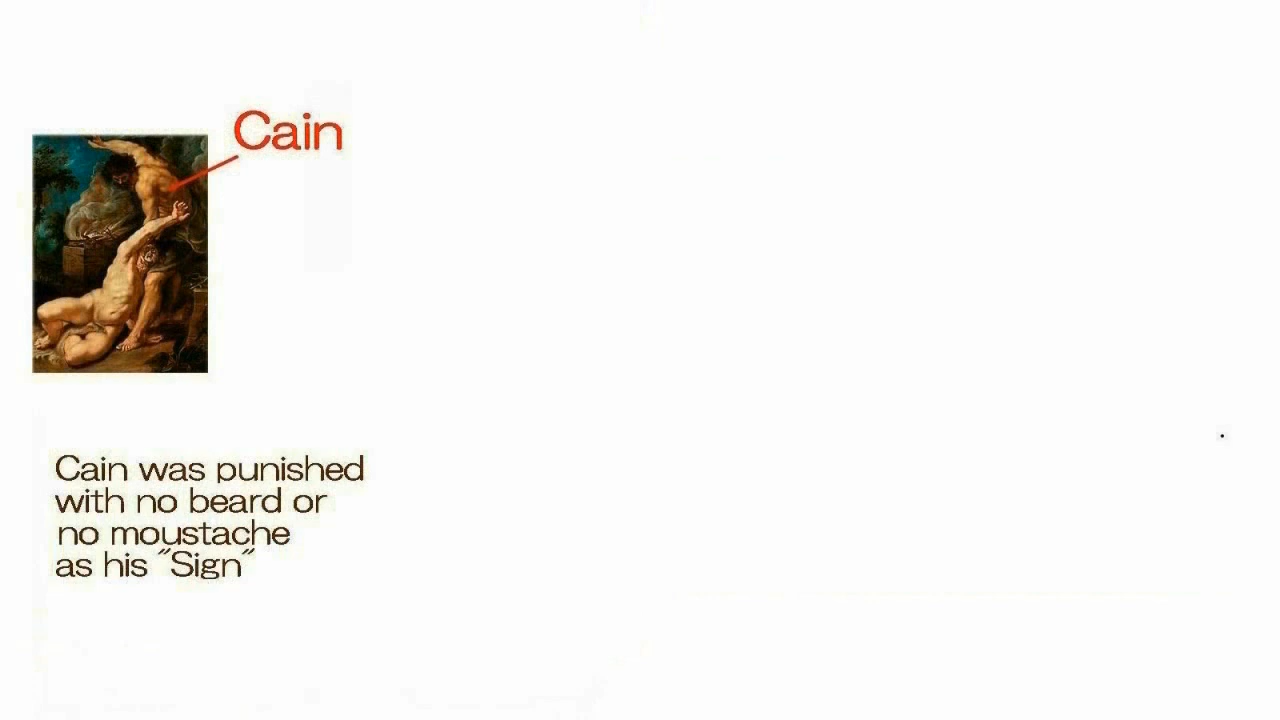 Cain
Cain was punished
with no beard or
no moustache
as his "Sign"